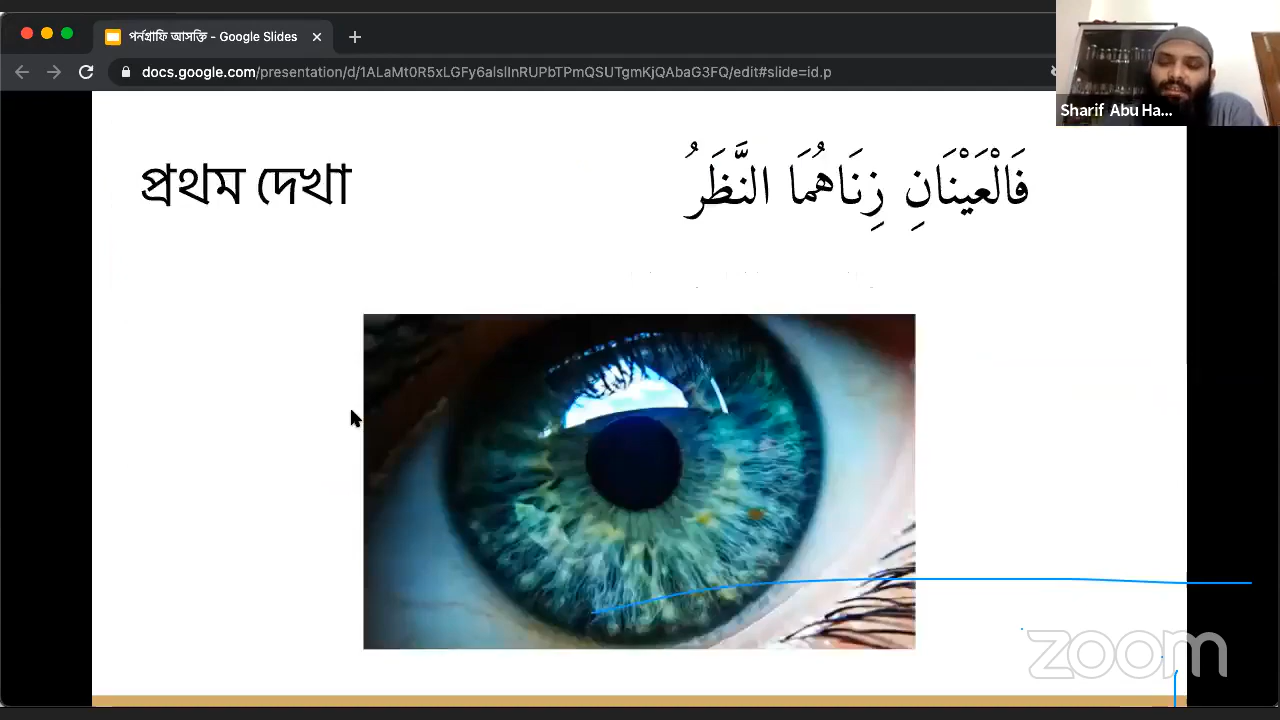 পর্নগ্রাফি আসক্তি - Google Slides
docs.google.com/presentation/d/1ALaMt0R5xLGFy6alslInRUPbTPmQSUTgmKjQAbaG3FQ/edit#slide=id.p
Sharif Abu Ha...
প্রথম দেখা
فَالْعَيْنَانِ زِنَاهُمَا النَّظَرُ
zoom